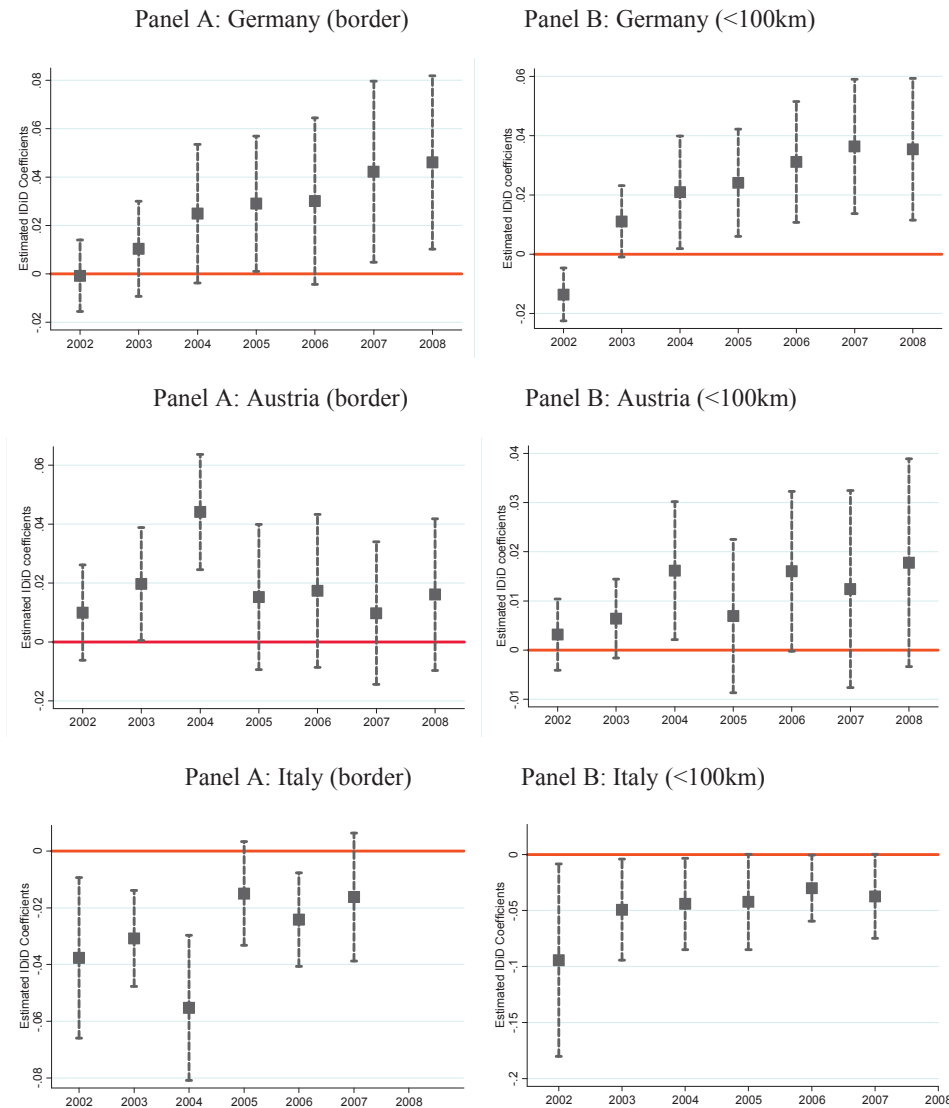 Panel A: Germany (border)
Panel B: Germany (<100km)
Estimated IDiD Coefficients
.08
.06
.04
.02
0
-.02
2002 2003 2004 2005 2006 2007 2008
Estimated IDiD coefficients
.06
.04
.02
0
-.02
2002 2003 2004 2005 2006 2007 2008
Panel A: Austria (border)
Panel B: Austria (<100km)
Estimated IDiD coefficients
.06
.04
.02
0
-.02
2002 2003 2004 2005 2006 2007 2008
Estimated IDiD coefficients
.04
.03
.02
.01
0
-.01
2002 2003 2004 2005 2006 2007 2008
Panel A: Italy (border)
Panel B: Italy (<100km)
Estimated IDiD Coefficients
0
-.02
-.04
-.06
-.08
2002 2003 2004 2005 2006 2007 2008
Estimated IDiD Coefficients
0
-.05
-.1
-.15
-.2
2002 2003 2004 2005 2006 2007 2008